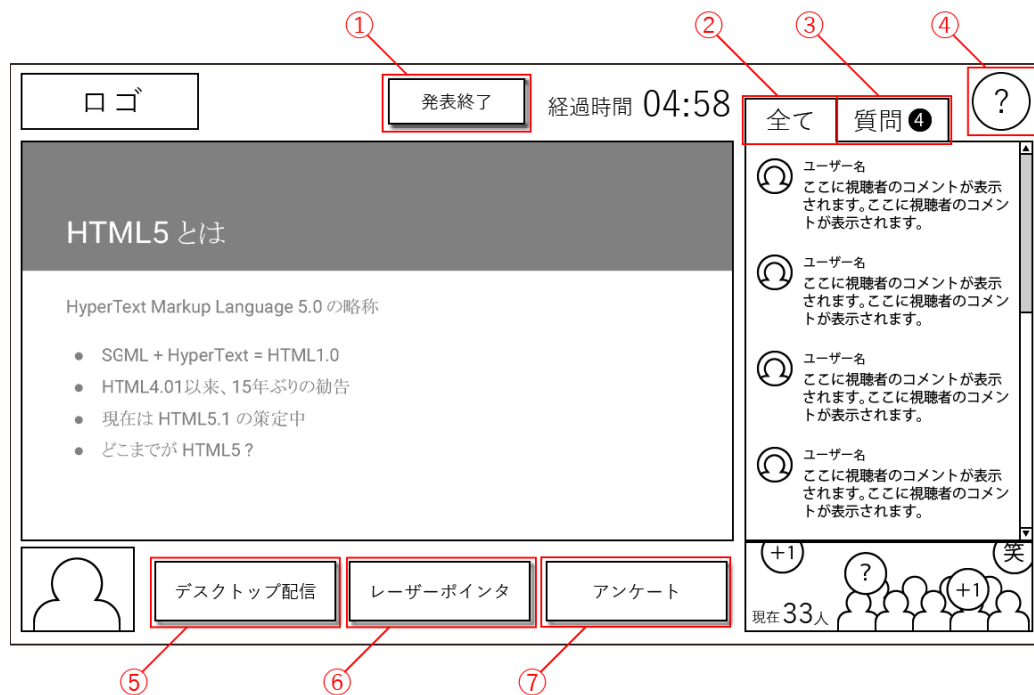 ① ② ③ ④
ロゴ
発表終了
経過時間 04:58
全て
質問 4
?
HTML5 とは
HyperText Markup Language 5.0 の略称
● SGML + HyperText = HTML1.0
● HTML4.01以来、15年ぶりの勧告
● 現在は HTML5.1 の策定中
● どこまでが HTML5 ?
ユーザー名
ここに視聴者のコメントが表示
されます。ここに視聴者のコメン
トが表示されます。
ユーザー名
ここに視聴者のコメントが表示
されます。ここに視聴者のコメン
トが表示されます。
ユーザー名
ここに視聴者のコメントが表示
されます。ここに視聴者のコメン
トが表示されます。
ユーザー名
ここに視聴者のコメントが表示
されます。ここに視聴者のコメン
トが表示されます。
デスクトップ配信
レーザーポインタ
アンケート
+1
?
+1
笑
現在 33人
⑤ ⑥ ⑦